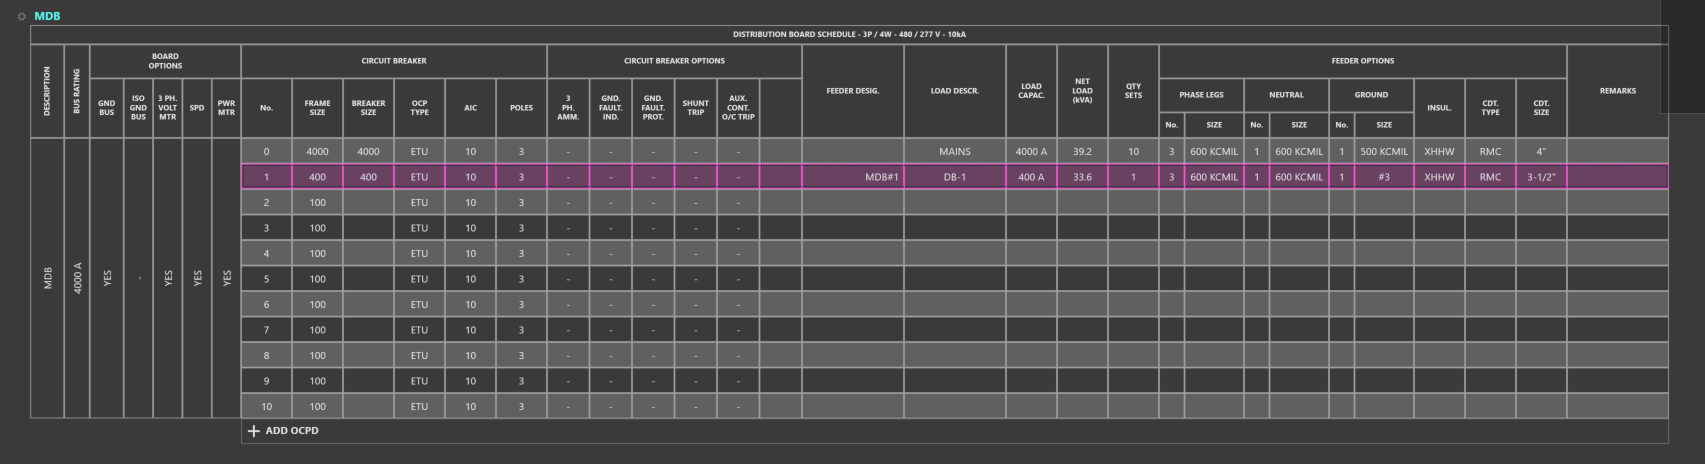 MDB
DISTRIBUTION BOARD SCHEDULE - 3P / 4W - 480 / 277 V - 10kA
DESCRIPTION BUS RATING BOARD OPTIONS CIRCUIT BREAKER CIRCUIT BREAKER OPTIONS FEEDER DESIG. LOAD DESCR. LOAD CAPAC. NET LOAD (kVA) QTY SETS FEEDER OPTIONS REMARKS
GND BUS ISO GND BUS 3 PH. VOLT MTR SPD PWR MTR No. FRAME SIZE BREAKER SIZE OCP TYPE AIC POLES 3 PH. AMM. GND. FAULT. IND. GND. FAULT. PROT. SHUNT TRIP AUX. CONT. O/C TRIP PHASE LEGS NEUTRAL GROUND INSUL. CDT. TYPE CDT. SIZE
No. SIZE No. SIZE No. SIZE
MDB 4000 A YES - YES YES YES
0 4000 4000 ETU 10 3 - - - - - MAINS 4000 A 39.2 10 3 600 KCMIL 1 600 KCMIL 1 500 KCMIL XHHW RMC 4"
1 400 400 ETU 10 3 - - - - - MDB#1 DB-1 400 A 33.6 1 3 600 KCMIL 1 600 KCMIL 1 #3 XHHW RMC 3-1/2"
2 100 ETU 10 3 - - - - -
3 100 ETU 10 3 - - - - -
4 100 ETU 10 3 - - - - -
5 100 ETU 10 3 - - - - -
6 100 ETU 10 3 - - - - -
7 100 ETU 10 3 - - - - -
8 100 ETU 10 3 - - - - -
9 100 ETU 10 3 - - - - -
10 100 ETU 10 3 - - - - -
+ ADD OCPD